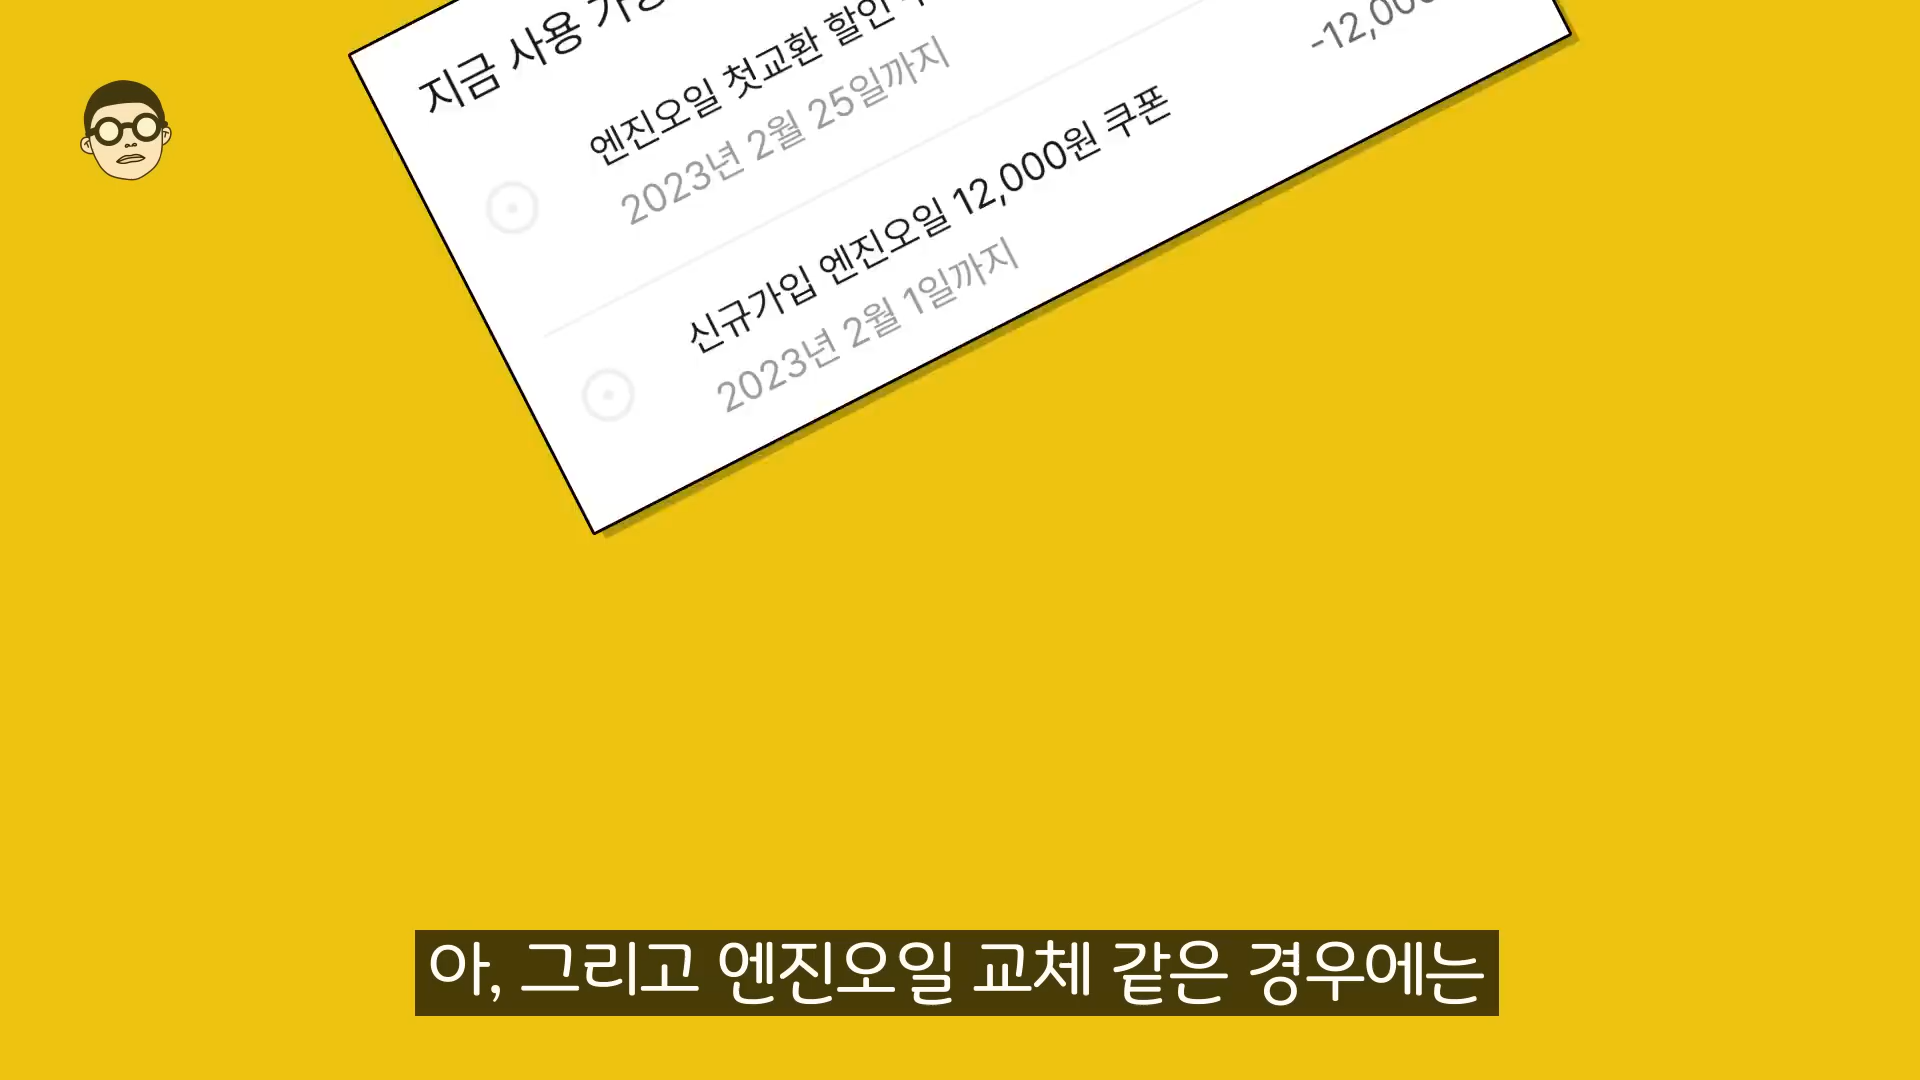 지금 사용
엔진오일 첫교환 할인
2023년 2월 25일까지
-12,000
신규가입 엔진오일 12,000원 쿠폰
2023년 2월 1일까지
아, 그리고 엔진오일 교체 같은 경우에는